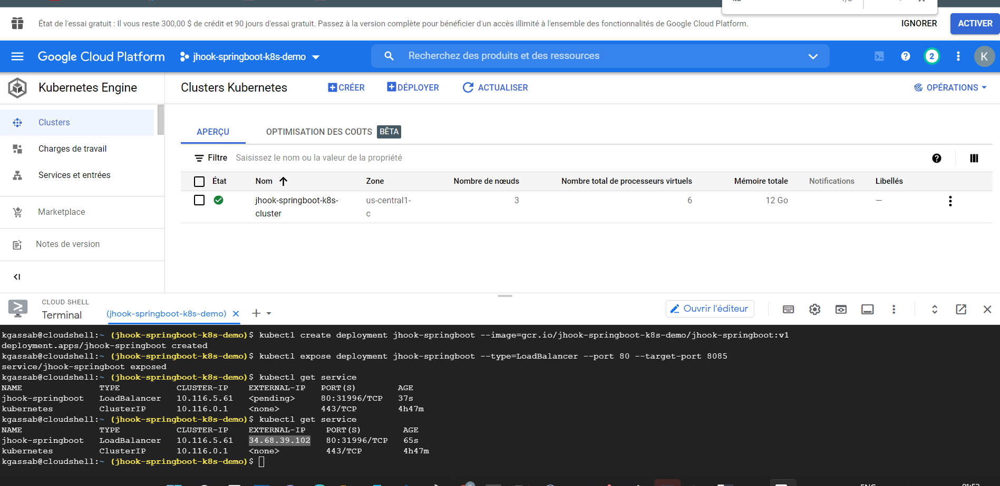 État de l'essai gratuit : Il vous reste 300,00 $ de crédit et 90 jours d'essai gratuit. Passez à la version complète pour bénéficier d'un accès illimité à l'ensemble des fonctionnalités de Google Cloud Platform.
IGNORER
ACTIVER
Google Cloud Platform
jhook-springboot-k8s-demo
Recherchez des produits et des ressources
2
K
Kubernetes Engine
Clusters Kubernetes
CRÉER
DÉPLOYER
ACTUALISER
OPÉRATIONS
Clusters
Charges de travail
Services et entrées
Marketplace
Notes de version
APERÇU
OPTIMISATION DES COÛTS BÊTA
Filtre Saisissez le nom ou la valeur de la propriété
État Nom Zone Nombre de nœuds Nombre total de processeurs virtuels Mémoire totale Notifications Libellés
jhook-springboot-k8s- us-central1- 3 6 12 Go —
cluster c
CLOUD SHELL
Terminal
(jhook-springboot-k8s-demo)
Ouvrir l'éditeur
kgassab@cloudshell:~ (jhook-springboot-k8s-demo)$ kubectl create deployment jhook-springboot --image=gcr.io/jhook-springboot-k8s-demo/jhook-springboot:v1
deployment.apps/jhook-springboot created
kgassab@cloudshell:~ (jhook-springboot-k8s-demo)$ kubectl expose deployment jhook-springboot --type=LoadBalancer --port 80 --target-port 8085
service/jhook-springboot exposed
kgassab@cloudshell:~ (jhook-springboot-k8s-demo)$ kubectl get service
NAME TYPE CLUSTER-IP EXTERNAL-IP PORT(S) AGE
jhook-springboot LoadBalancer 10.116.5.61 <pending> 80:31996/TCP 37s
kubernetes ClusterIP 10.116.0.1 <none> 443/TCP 4h47m
kgassab@cloudshell:~ (jhook-springboot-k8s-demo)$ kubectl get service
NAME TYPE CLUSTER-IP EXTERNAL-IP PORT(S) AGE
jhook-springboot LoadBalancer 10.116.5.61 34.68.39.102 80:31996/TCP 65s
kubernetes ClusterIP 10.116.0.1 <none> 443/TCP 4h47m
kgassab@cloudshell:~ (jhook-springboot-k8s-demo)$